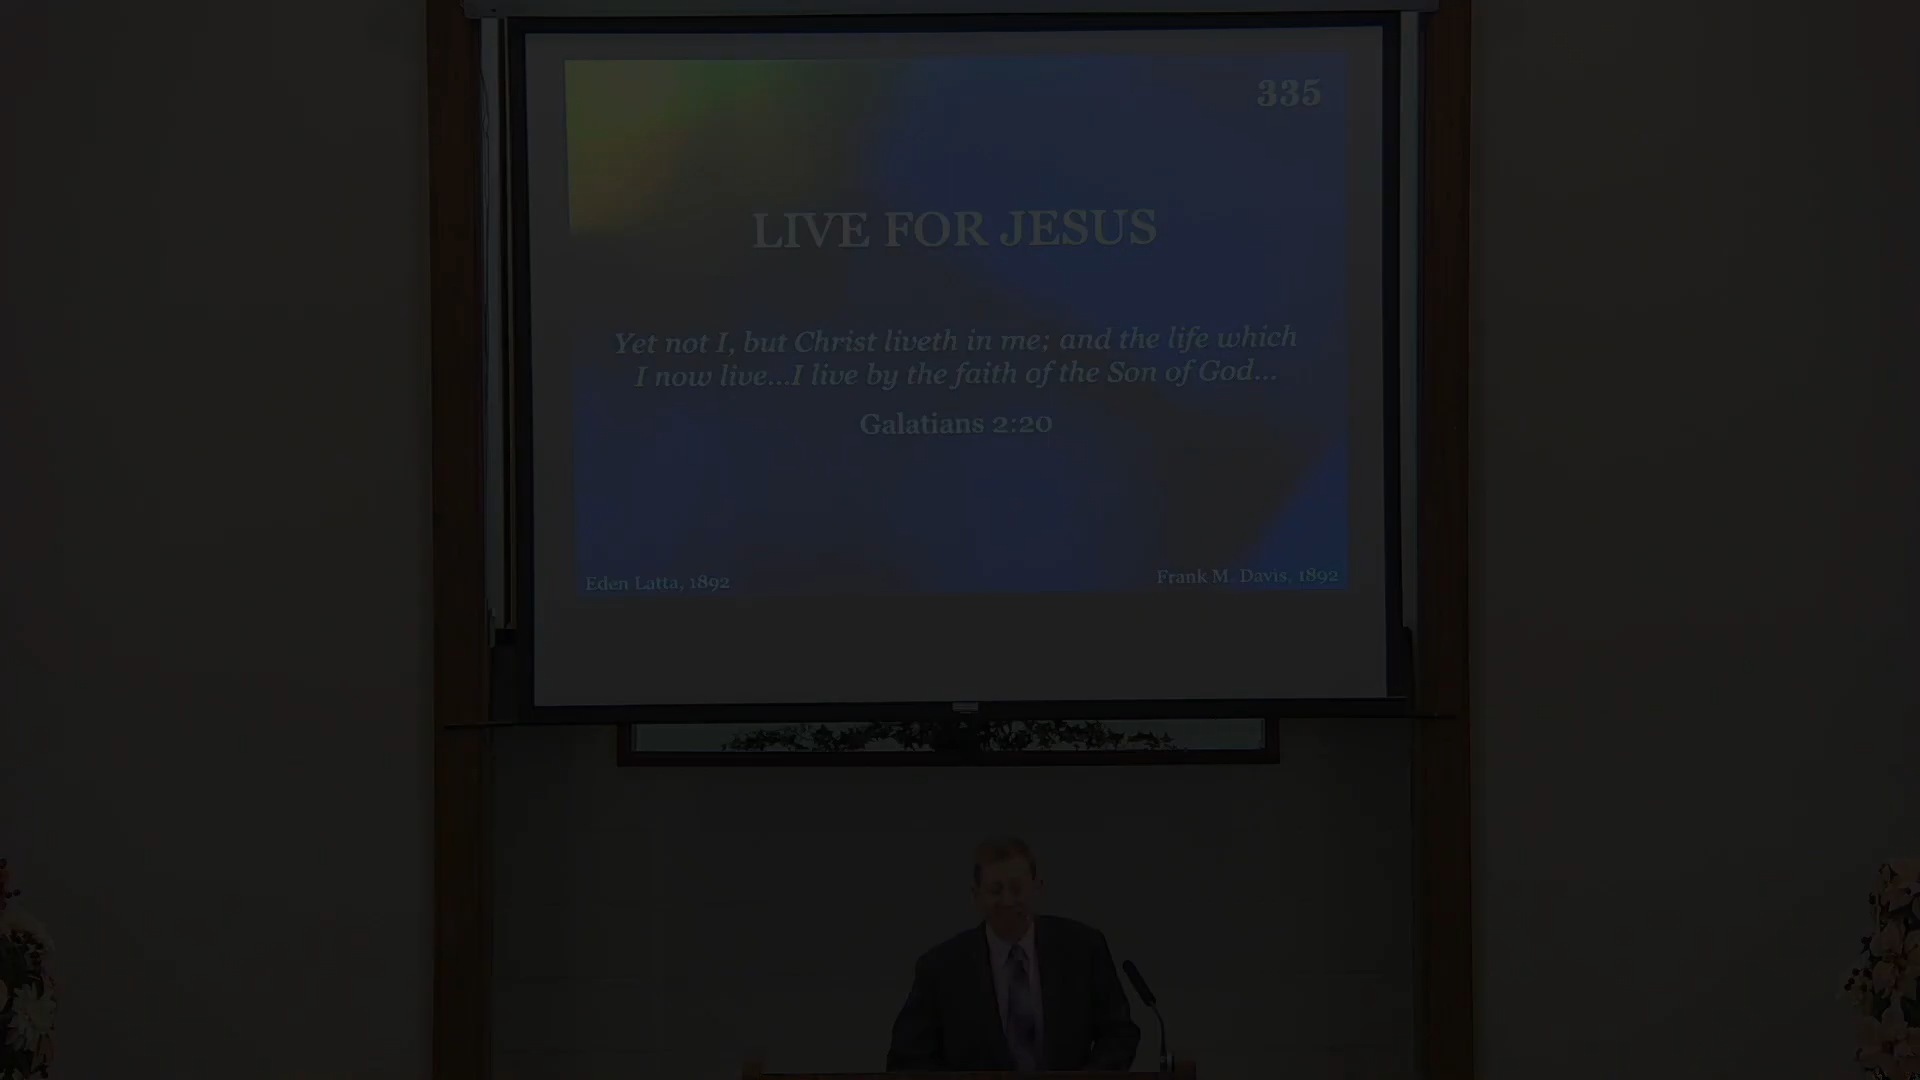 335
LIVE FOR JESUS
Yet not I, but Christ liveth in me; and the life which
I now live...I live by the faith of the Son of God...
Galatians 2:20
Eden Latta, 1892
Frank M. Davis, 1892